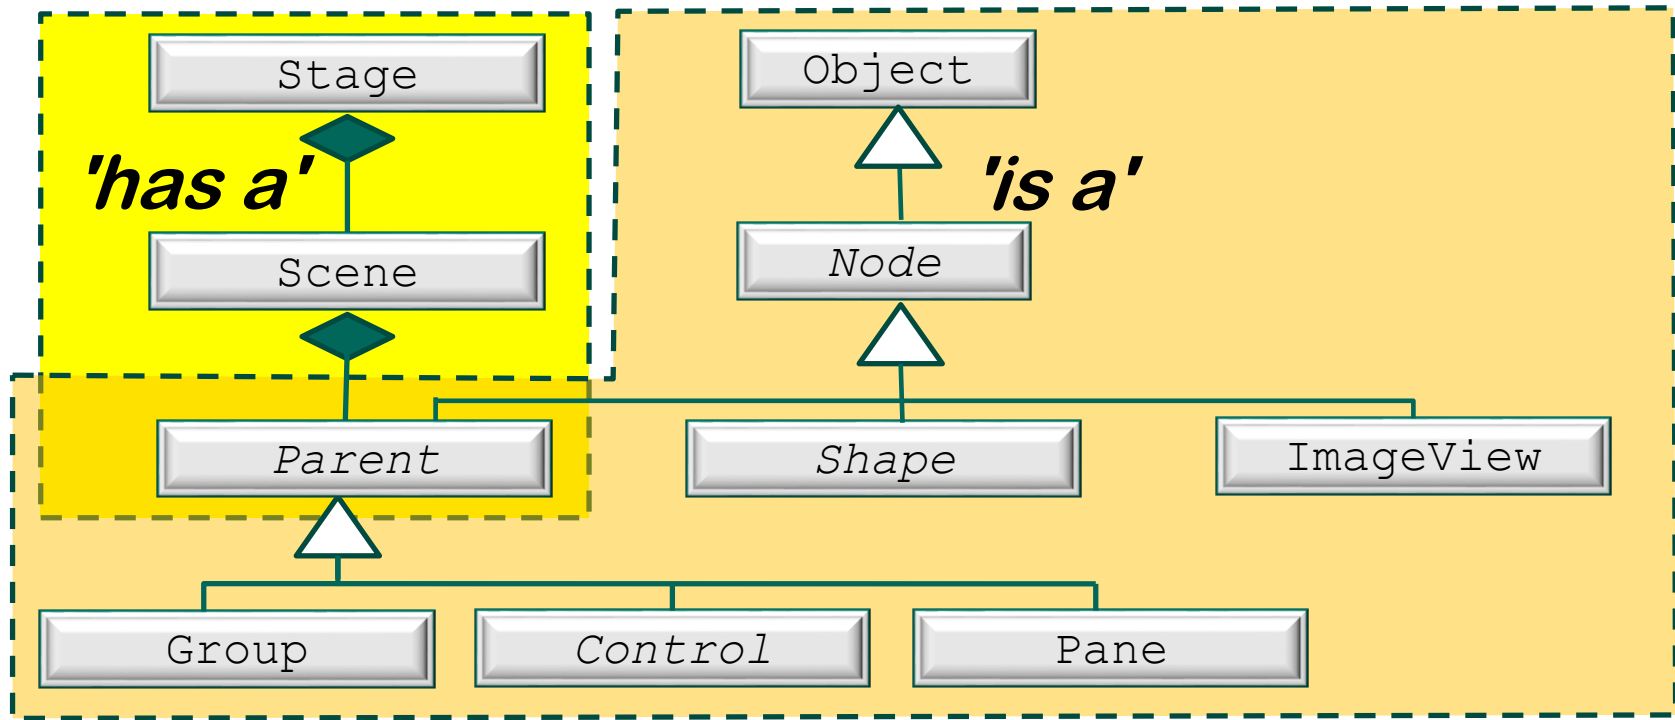 Stage
Object
'has a'
'is a'
Scene
Node
Parent
Shape
ImageView
Group
Control
Pane